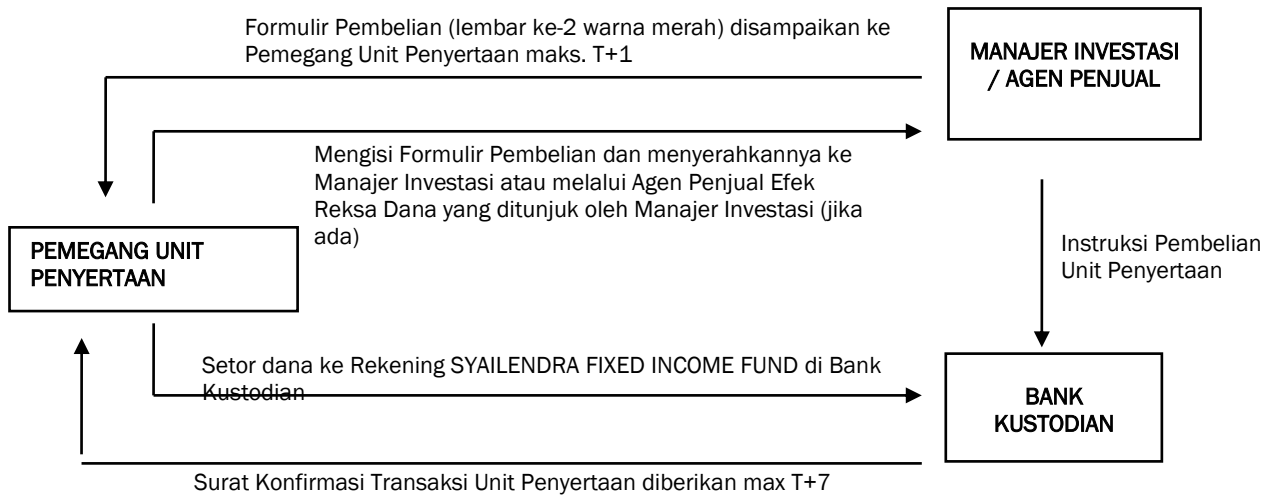 Formulir Pembelian (lembar ke-2 warna merah) disampaikan ke
Pemegang Unit Penyertaan maks. T+1
MANAJER INVESTASI
/ AGEN PENJUAL
Mengisi Formulir Pembelian dan menyerahkannya ke
Manajer Investasi atau melalui Agen Penjual Efek
Reksa Dana yang ditunjuk oleh Manajer Investasi (jika
ada)
PEMEGANG UNIT
PENYERTAAN
Instruksi Pembelian
Unit Penyertaan
Setor dana ke Rekening SYAILENDRA FIXED INCOME FUND di Bank
Kustodian
BANK
KUSTODIAN
Surat Konfirmasi Transaksi Unit Penyertaan diberikan max T+7